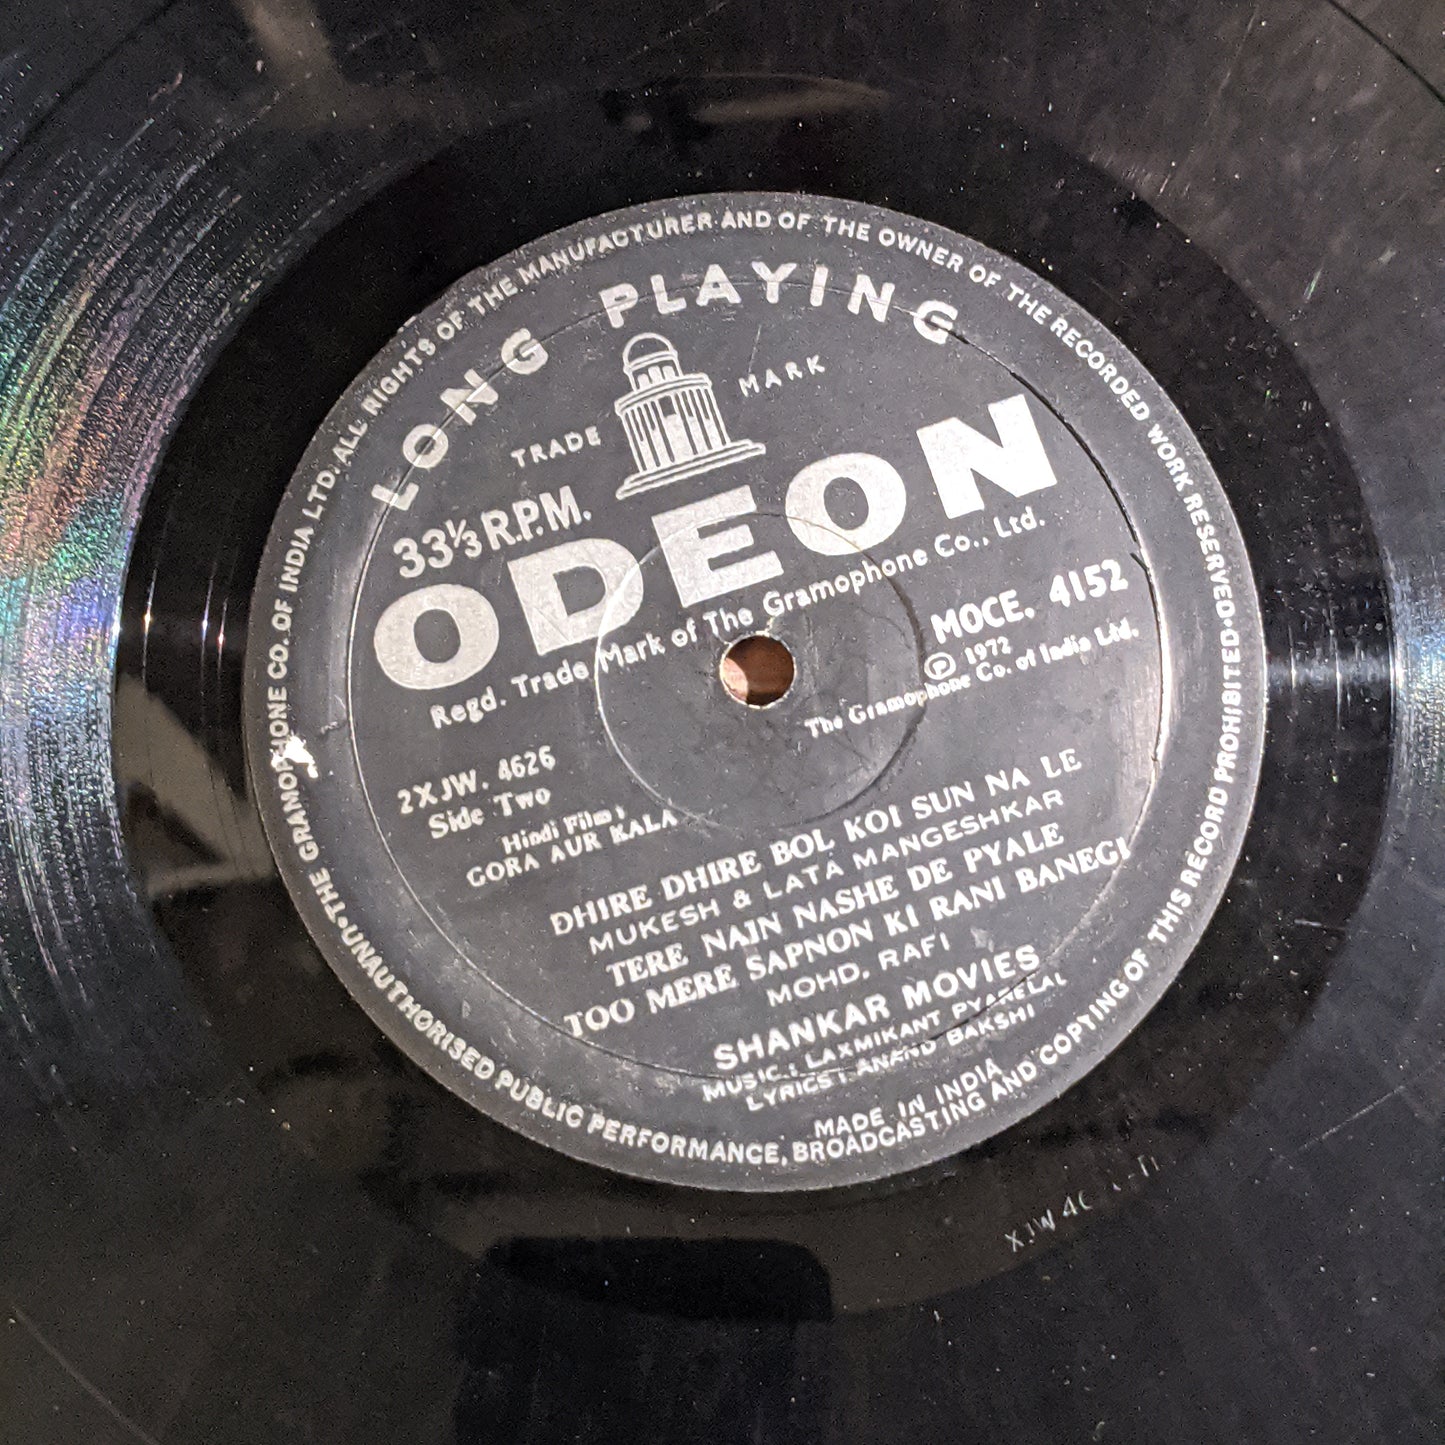 THE GRAMOPHONE CO. OF INDIA LTD. ALL RIGHTS OF THE MANUFACTURER AND OF THE OWNER OF THE RECORDED WORK RESERVED • UNAUTHORISED PUBLIC PERFORMANCE, BROADCASTING AND COPYING OF THIS RECORD PROHIBITED •
LONG PLAYING
TRADE MARK
33⅓ R.P.M.
ODEON
Regd. Trade Mark of The Gramophone Co., Ltd.
MOCE. 4152
℗ 1972
The Gramophone Co. of India Ltd.
2XJW. 4626
Side Two
Hindi Film:
GORA AUR KALA
DHIRE DHIRE BOL KOI SUN NA LE
MUKESH & LATA MANGESHKAR
TERE NAIN NASHE DE PYALE
TOO MERE SAPNON KI RANI BANEGI
MOHD. RAFI
SHANKAR MOVIES
MUSIC: LAXMIKANT PYARELAL
LYRICS: ANAND BAKSHI
MADE IN INDIA